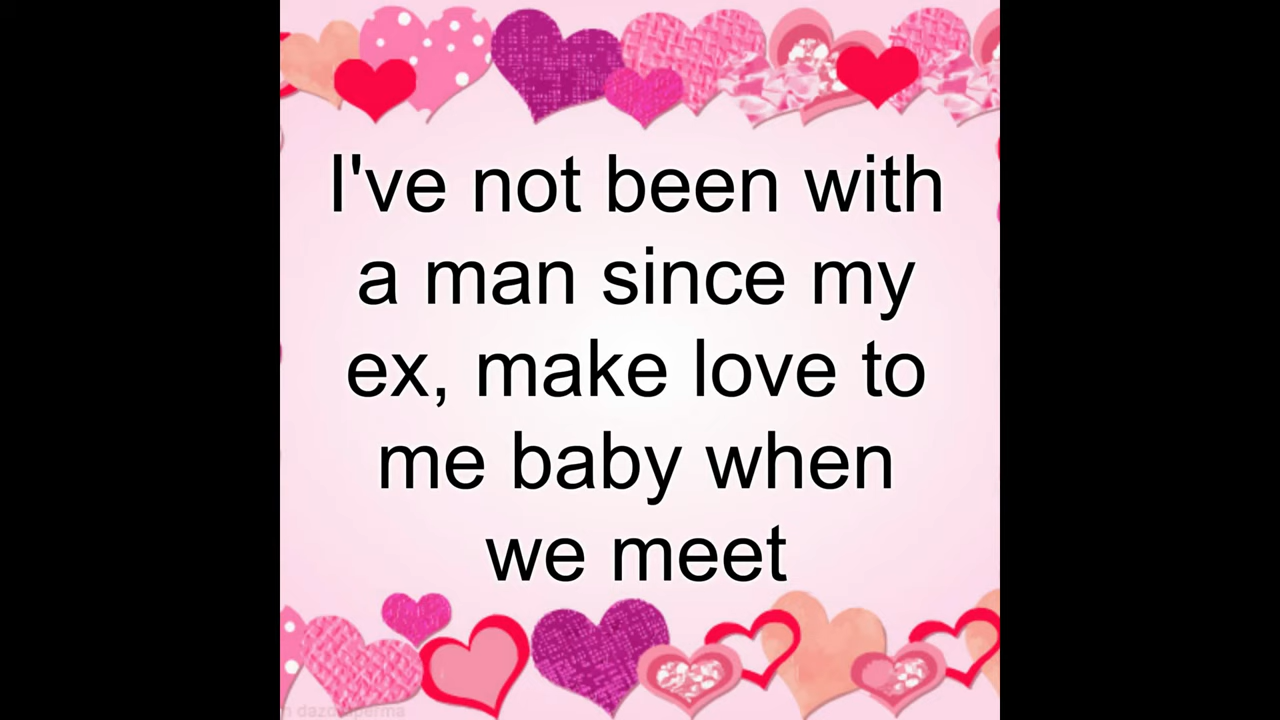 I've not been with
a man since my
ex, make love to
me baby when
we meet